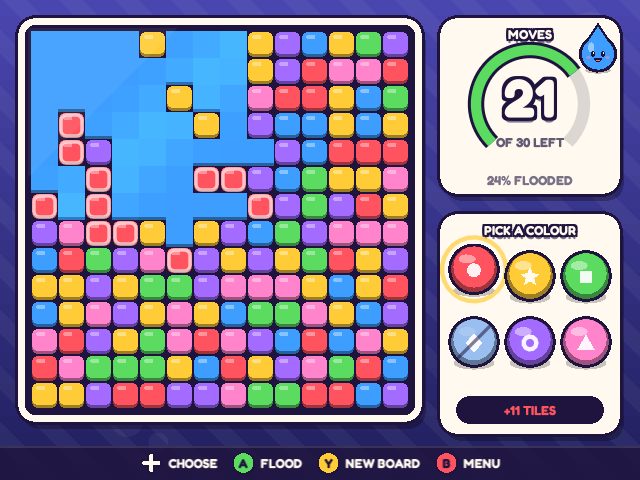 MOVES
21
OF 30 LEFT
24% FLOODED
PICK A COLOUR
+11 TILES
CHOOSE
A FLOOD
Y NEW BOARD
B MENU